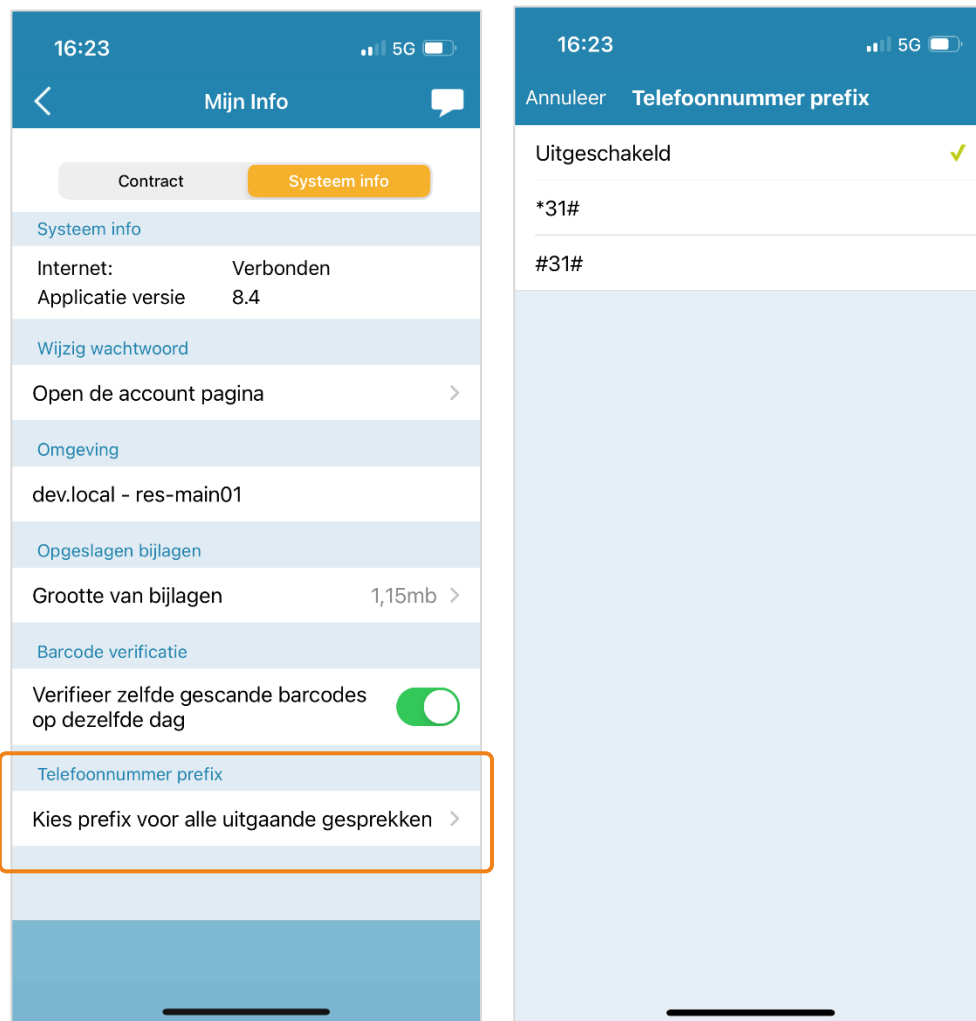 16:23
5G
Mijn Info
Contract
Systeem info
Systeem info
Internet: Verbonden
Applicatie versie 8.4
Wijzig wachtwoord
Open de account pagina
Omgeving
dev.local - res-main01
Opgeslagen bijlagen
Grootte van bijlagen 1,15mb
Barcode verificatie
Verifieer zelfde gescande barcodes
op dezelfde dag
Telefoonnummer prefix
Kies prefix voor alle uitgaande gesprekken
16:23
5G
Annuleer Telefoonnummer prefix
Uitgeschakeld
*31#
#31#